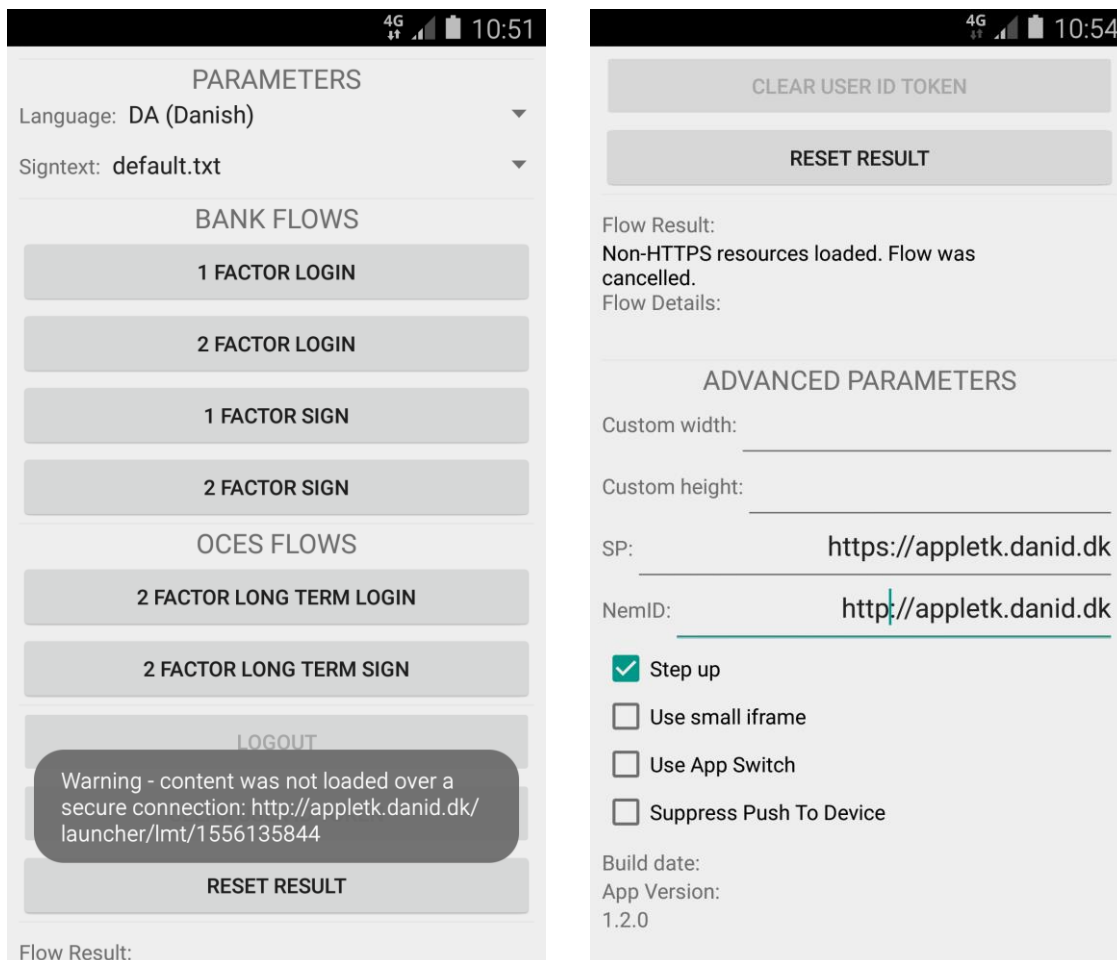 4G 10:51
PARAMETERS
Language: DA (Danish)
Signtext: default.txt
BANK FLOWS
1 FACTOR LOGIN
2 FACTOR LOGIN
1 FACTOR SIGN
2 FACTOR SIGN
OCES FLOWS
2 FACTOR LONG TERM LOGIN
2 FACTOR LONG TERM SIGN
LOGOUT
Warning - content was not loaded over a
secure connection: http://appletk.danid.dk/
launcher/lmt/1556135844
RESET RESULT
Flow Result:
4G 10:54
CLEAR USER ID TOKEN
RESET RESULT
Flow Result:
Non-HTTPS resources loaded. Flow was
cancelled.
Flow Details:
ADVANCED PARAMETERS
Custom width:
Custom height:
SP: https://appletk.danid.dk
NemID: http://appletk.danid.dk
Step up
Use small iframe
Use App Switch
Suppress Push To Device
Build date:
App Version:
1.2.0